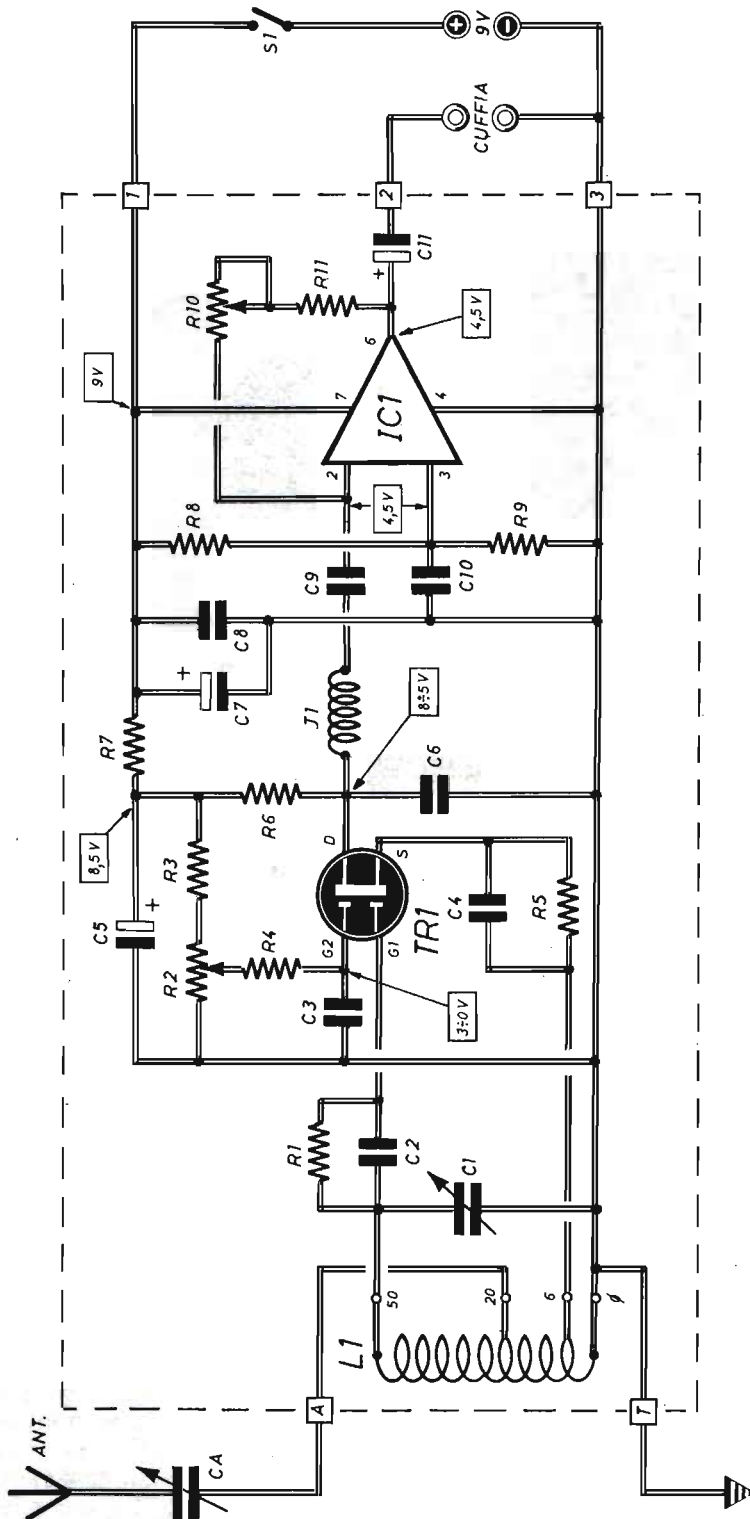 ANT.
CA
A
T
L1
50
20
6
ø
R1
C2
C1
C5
+
8,5V
R2
R3
R4
C3
G2
G1
D
S
TR1
3÷0V
C4
R5
R6
R7
C6
8÷5V
J1
+
C7
C8
C9
C10
R8
R9
4,5V
9V
R10
R11
2
3
7
4
6
IC1
4,5V
+
C11
1
2
3
S1
+
9V
−
CUFFIA